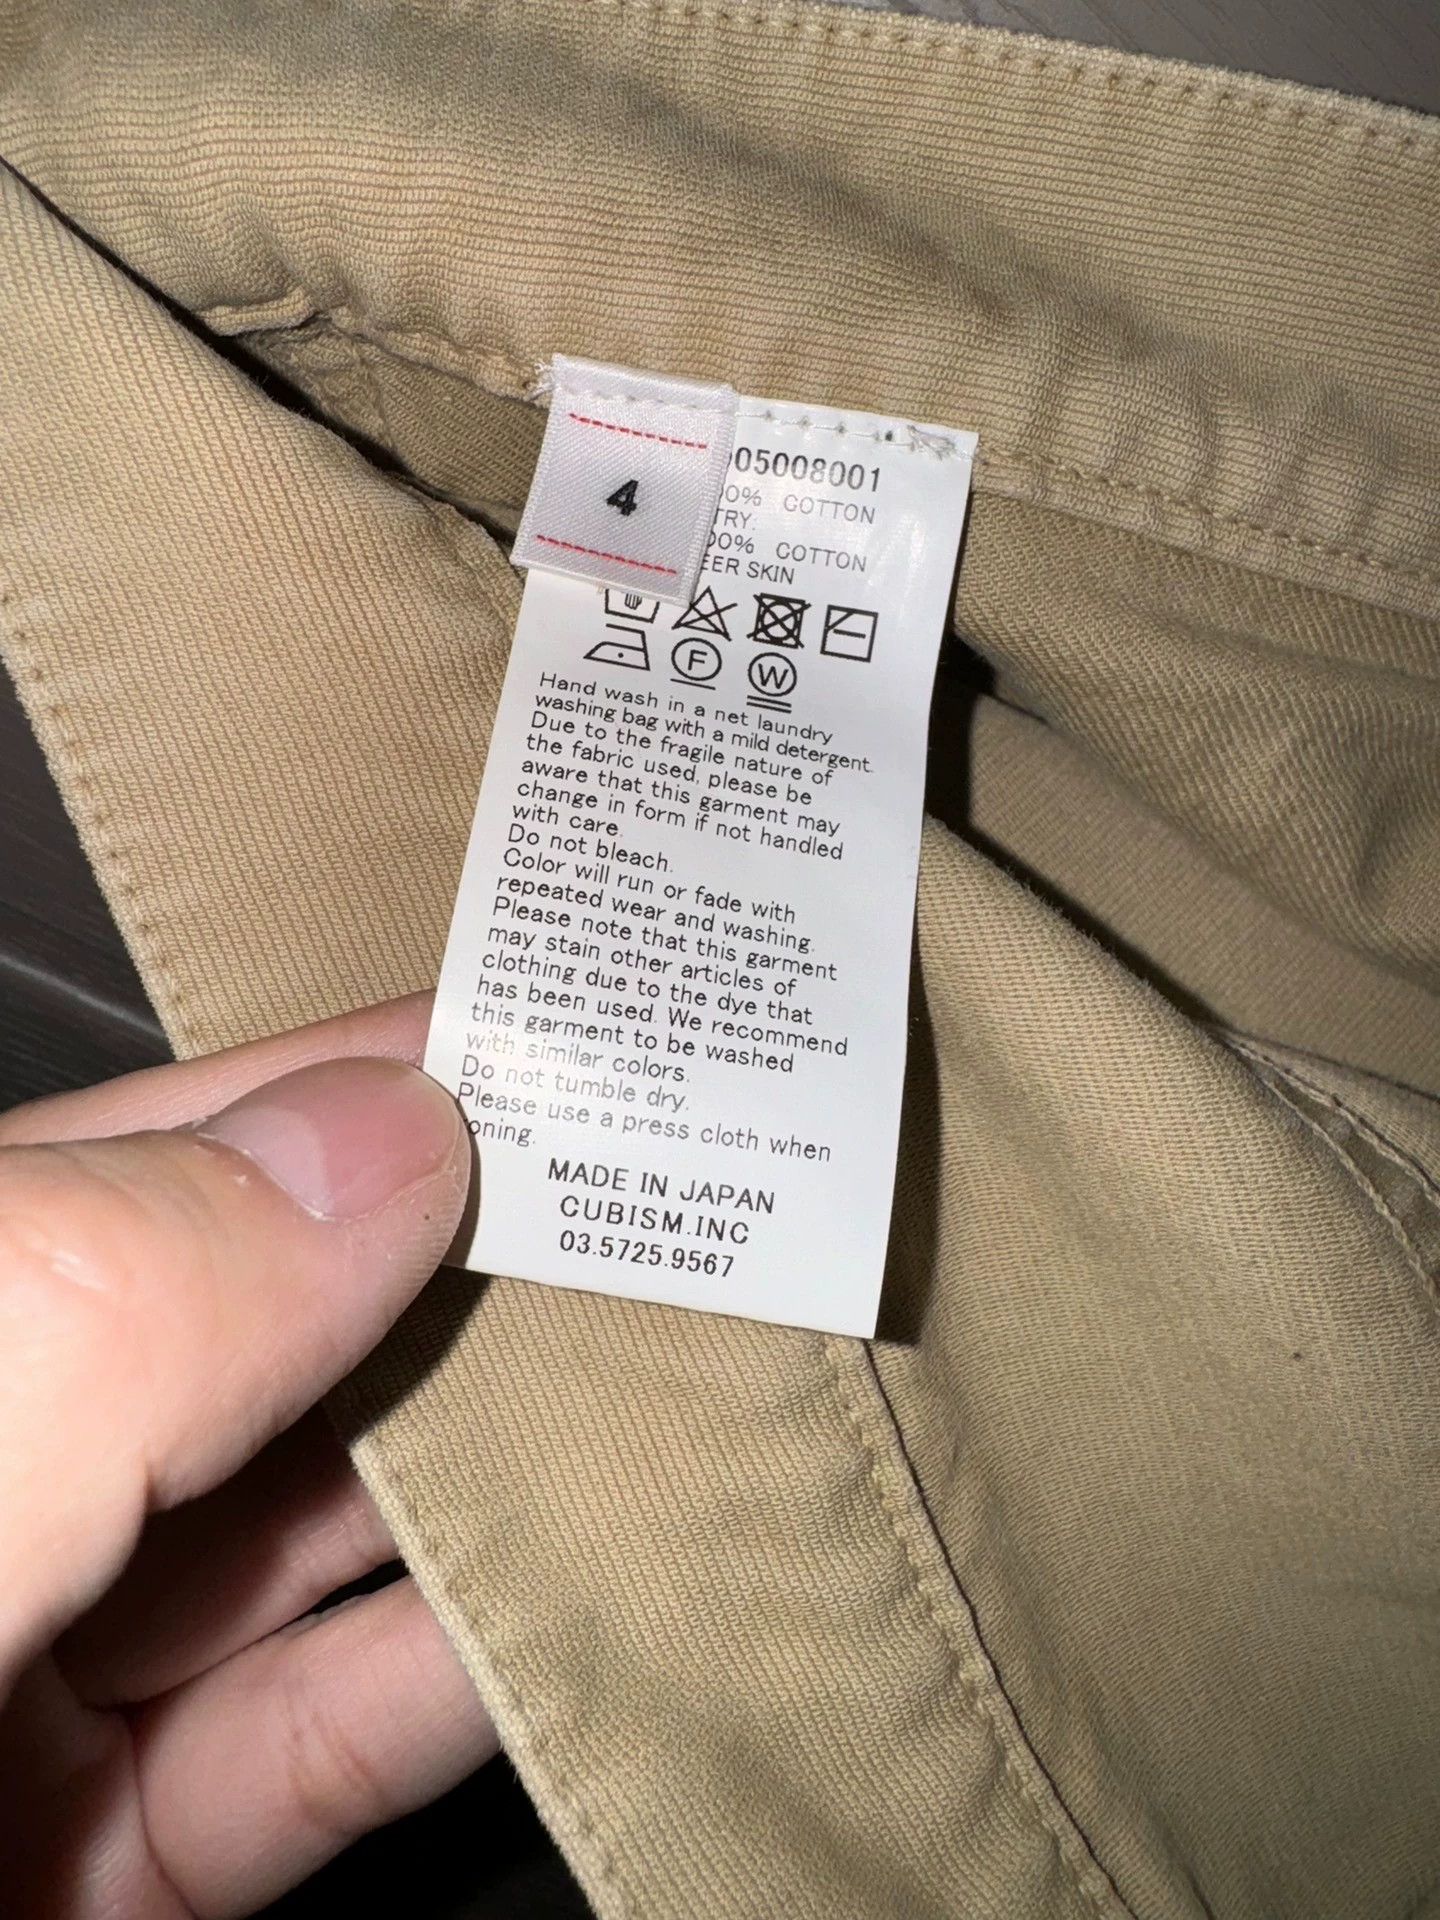 4
005008001
00% COTTON
TRY:
00% COTTON
EER SKIN
F
W
Hand wash in a net laundry
washing bag with a mild detergent.
Due to the fragile nature of
the fabric used, please be
aware that this garment may
change in form if not handled
with care.
Do not bleach.
Color will run or fade with
repeated wear and washing.
Please note that this garment
may stain other articles of
clothing due to the dye that
has been used. We recommend
this garment to be washed
with similar colors.
Do not tumble dry.
Please use a press cloth when
oning.
MADE IN JAPAN
CUBISM.INC
03.5725.9567